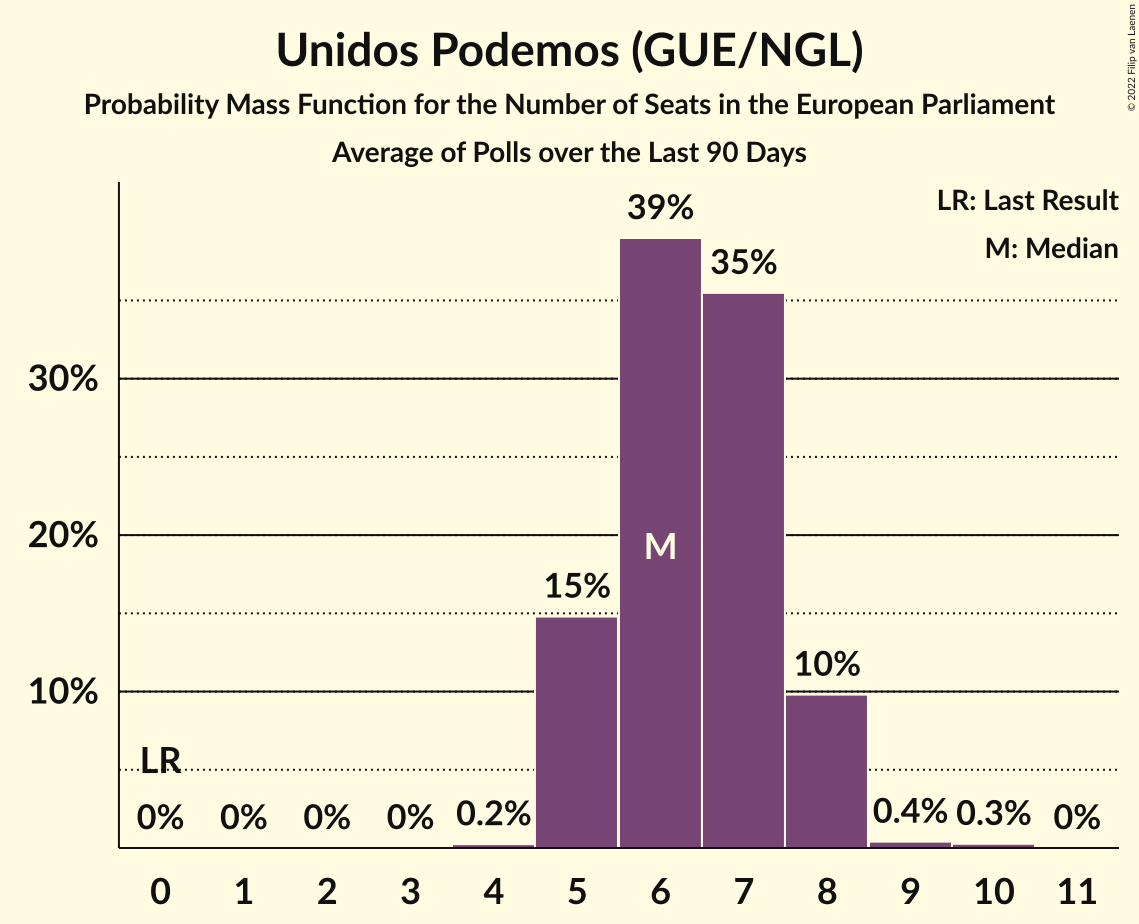 Unidos Podemos (GUE/NGL)
Probability Mass Function for the Number of Seats in the European Parliament
Average of Polls over the Last 90 Days
© 2022 Filip van Laenen
LR: Last Result
M: Median
39%
35%
30%
20%
M
15%
10%
10%
LR
0% 0% 0% 0% 0.2% 0.4% 0.3% 0%
0 1 2 3 4 5 6 7 8 9 10 11